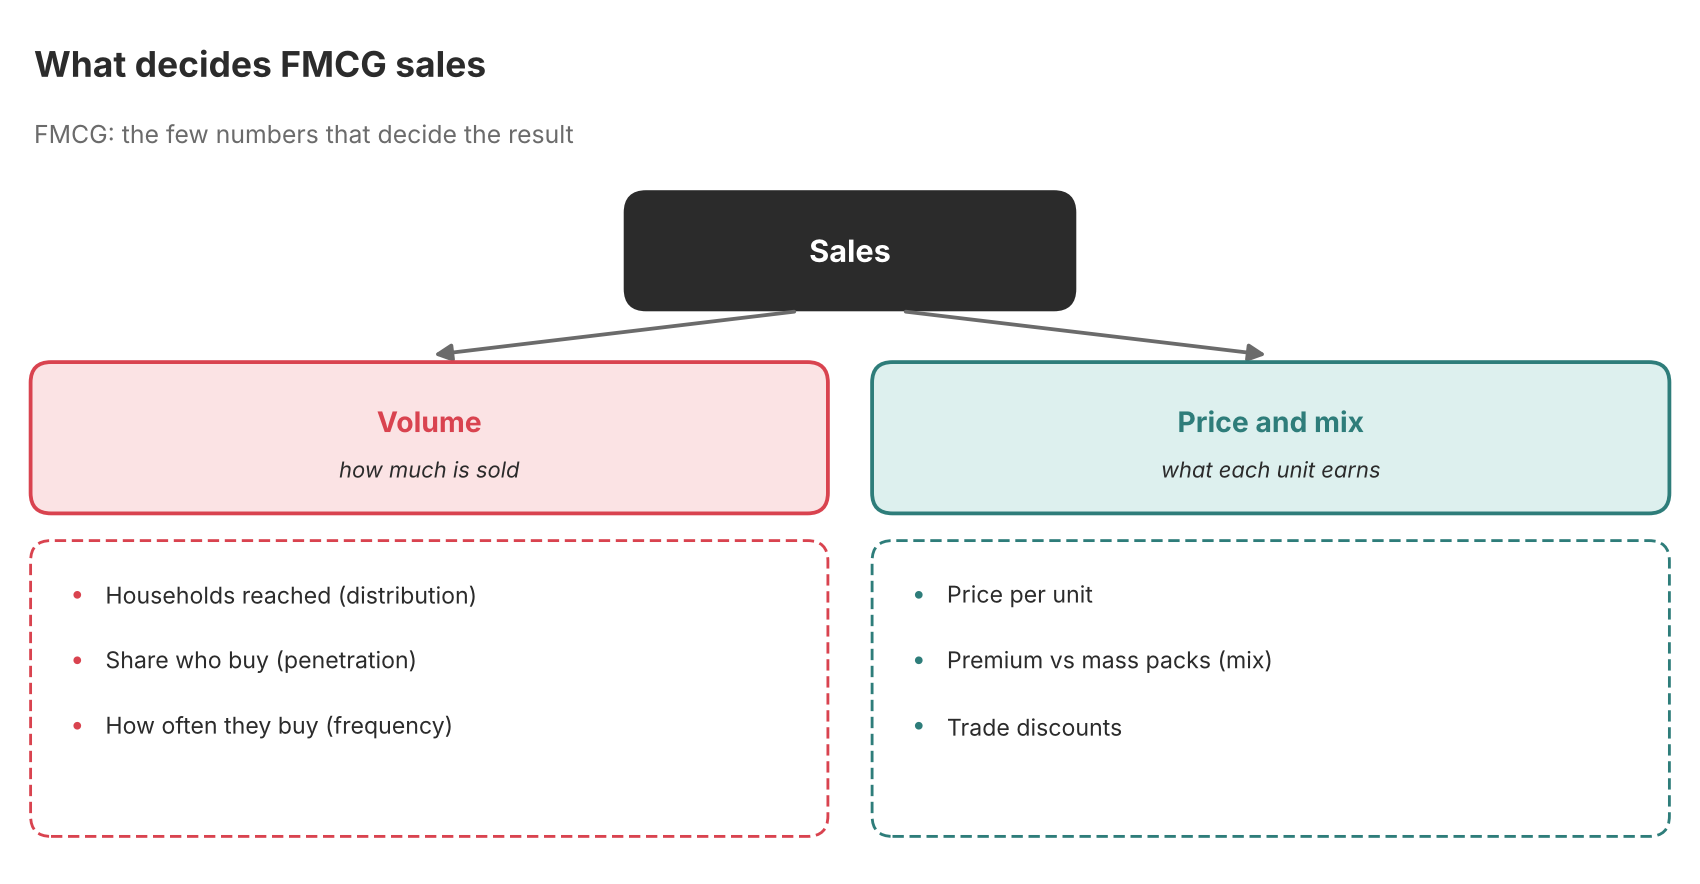 What decides FMCG sales
FMCG: the few numbers that decide the result
Sales
Volume
how much is sold
Households reached (distribution)
Share who buy (penetration)
How often they buy (frequency)
Price and mix
what each unit earns
Price per unit
Premium vs mass packs (mix)
Trade discounts